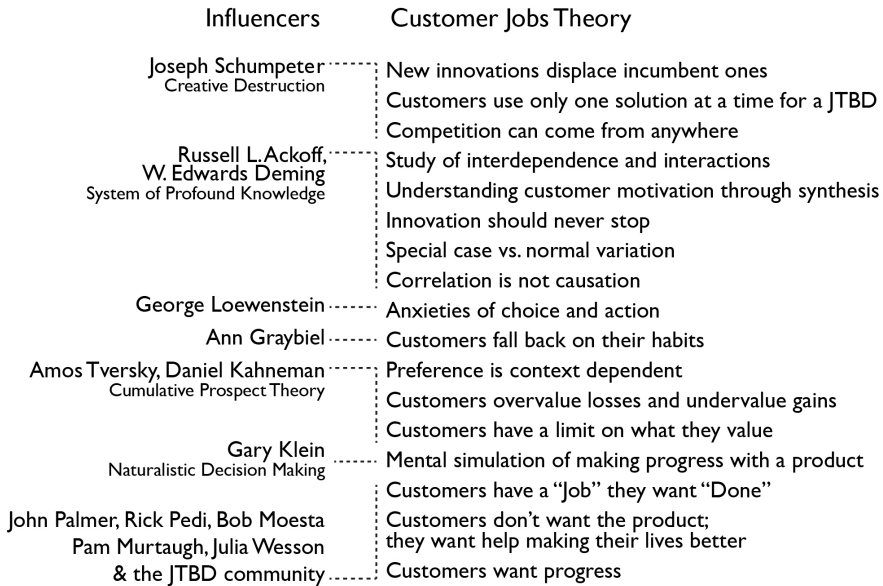 Influencers
Customer Jobs Theory
Joseph Schumpeter
Creative Destruction
New innovations displace incumbent ones
Customers use only one solution at a time for a JTBD
Competition can come from anywhere
Russell L. Ackoff,
W. Edwards Deming
System of Profound Knowledge
Study of interdependence and interactions
Understanding customer motivation through synthesis
Innovation should never stop
Special case vs. normal variation
Correlation is not causation
George Loewenstein
Anxieties of choice and action
Ann Graybiel
Customers fall back on their habits
Amos Tversky, Daniel Kahneman
Cumulative Prospect Theory
Preference is context dependent
Customers overvalue losses and undervalue gains
Customers have a limit on what they value
Gary Klein
Naturalistic Decision Making
Mental simulation of making progress with a product
John Palmer, Rick Pedi, Bob Moesta
Pam Murtaugh, Julia Wesson
& the JTBD community
Customers have a “Job” they want “Done”
Customers don’t want the product;
they want help making their lives better
Customers want progress